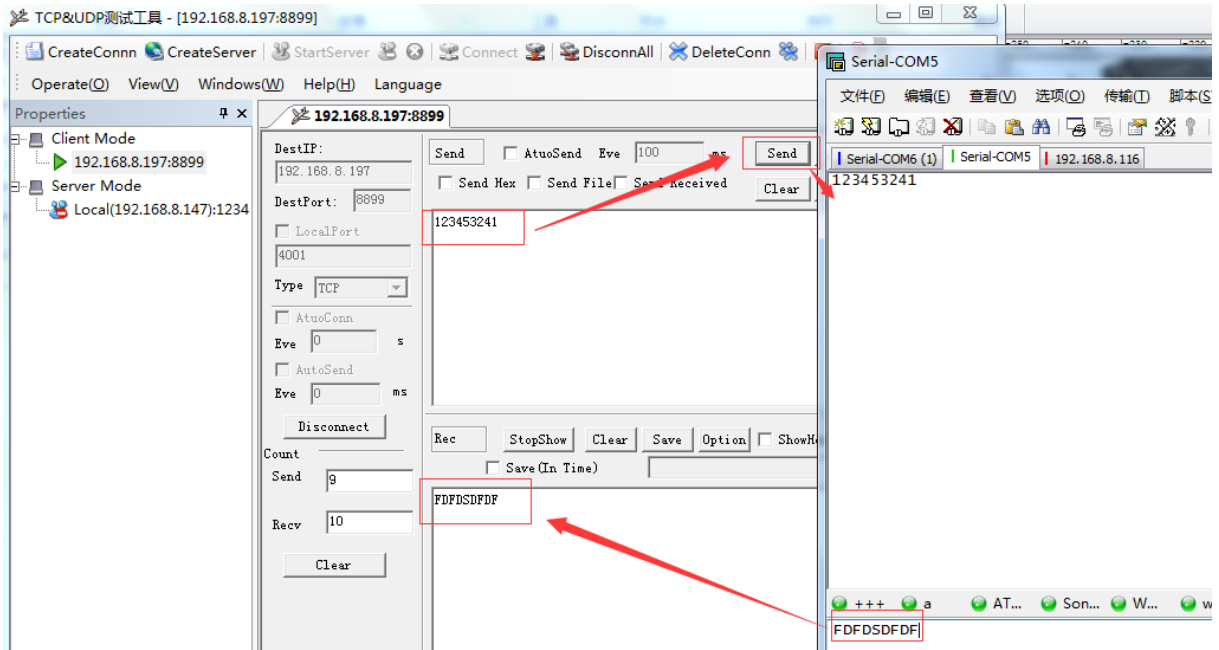 TCP&UDP测试工具 - [192.168.8.197:8899]
CreateConnn CreateServer StartServer Connect DisconnAll DeleteConn
Operate(O) View(V) Windows(W) Help(H) Language
Properties
Client Mode
192.168.8.197:8899
Server Mode
Local(192.168.8.147):1234
192.168.8.197:8899
DestIP:
192.168.8.197
DestPort: 8899
LocalPort
4001
Type TCP
AtuoConn
Eve 0 s
AutoSend
Eve 0 ms
Disconnect
Count
Send 9
Recv 10
Clear
Send AtuoSend Eve 100 ms Send
Send Hex Send File Send Received Clear
123453241
Rec StopShow Clear Save Option
Save(In Time)
FDFDSDFDF
Serial-COM5
文件(F) 编辑(E) 查看(V) 选项(O) 传输(T) 脚本(S
Serial-COM6 (1) Serial-COM5 192.168.8.116
123453241
+++ a AT... Son... W... w
FDFDSDFDF